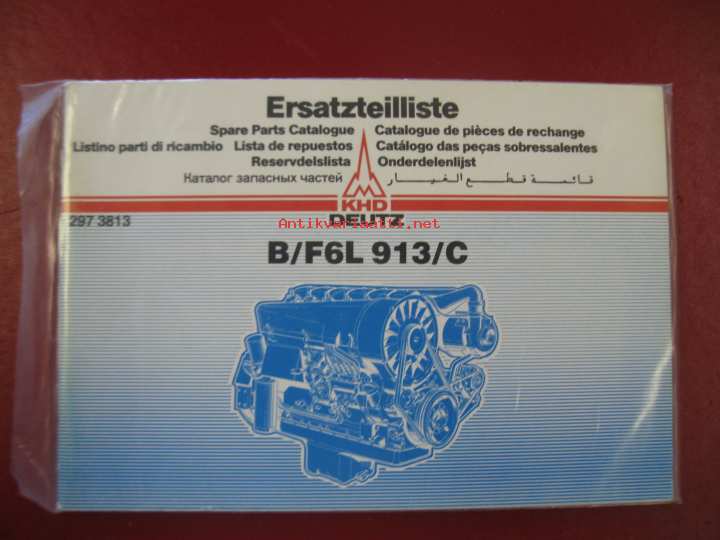 Ersatzteilliste
Spare Parts Catalogue Catalogue de pièces de rechange
Listino parti di ricambio Lista de repuestos Catálogo das peças sobressalentes
Reservdelslista Onderdelenlijst
Каталог запасных частей قائمة قطع الغيار
KHD
DEUTZ
Antikvariaatti.net
297 3813
B/F6L 913/C